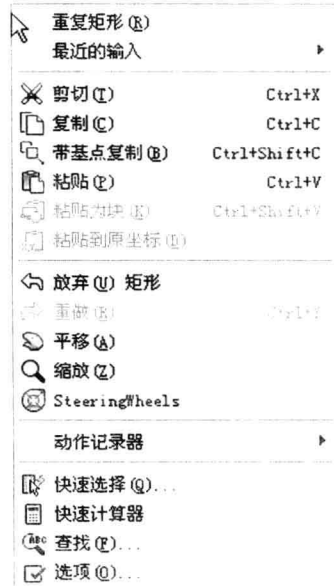 重复矩形(R)
最近的输入
剪切(T) Ctrl+X
复制(C) Ctrl+C
带基点复制(B) Ctrl+Shift+C
粘贴(P) Ctrl+V
粘贴为块(K) Ctrl+Shift+V
粘贴到原坐标(D)
放弃(U) 矩形
重做(R) Ctrl+Y
平移(A)
缩放(Z)
SteeringWheels
动作记录器
快速选择(Q)...
快速计算器
ABC 查找(F)...
选项(O)...